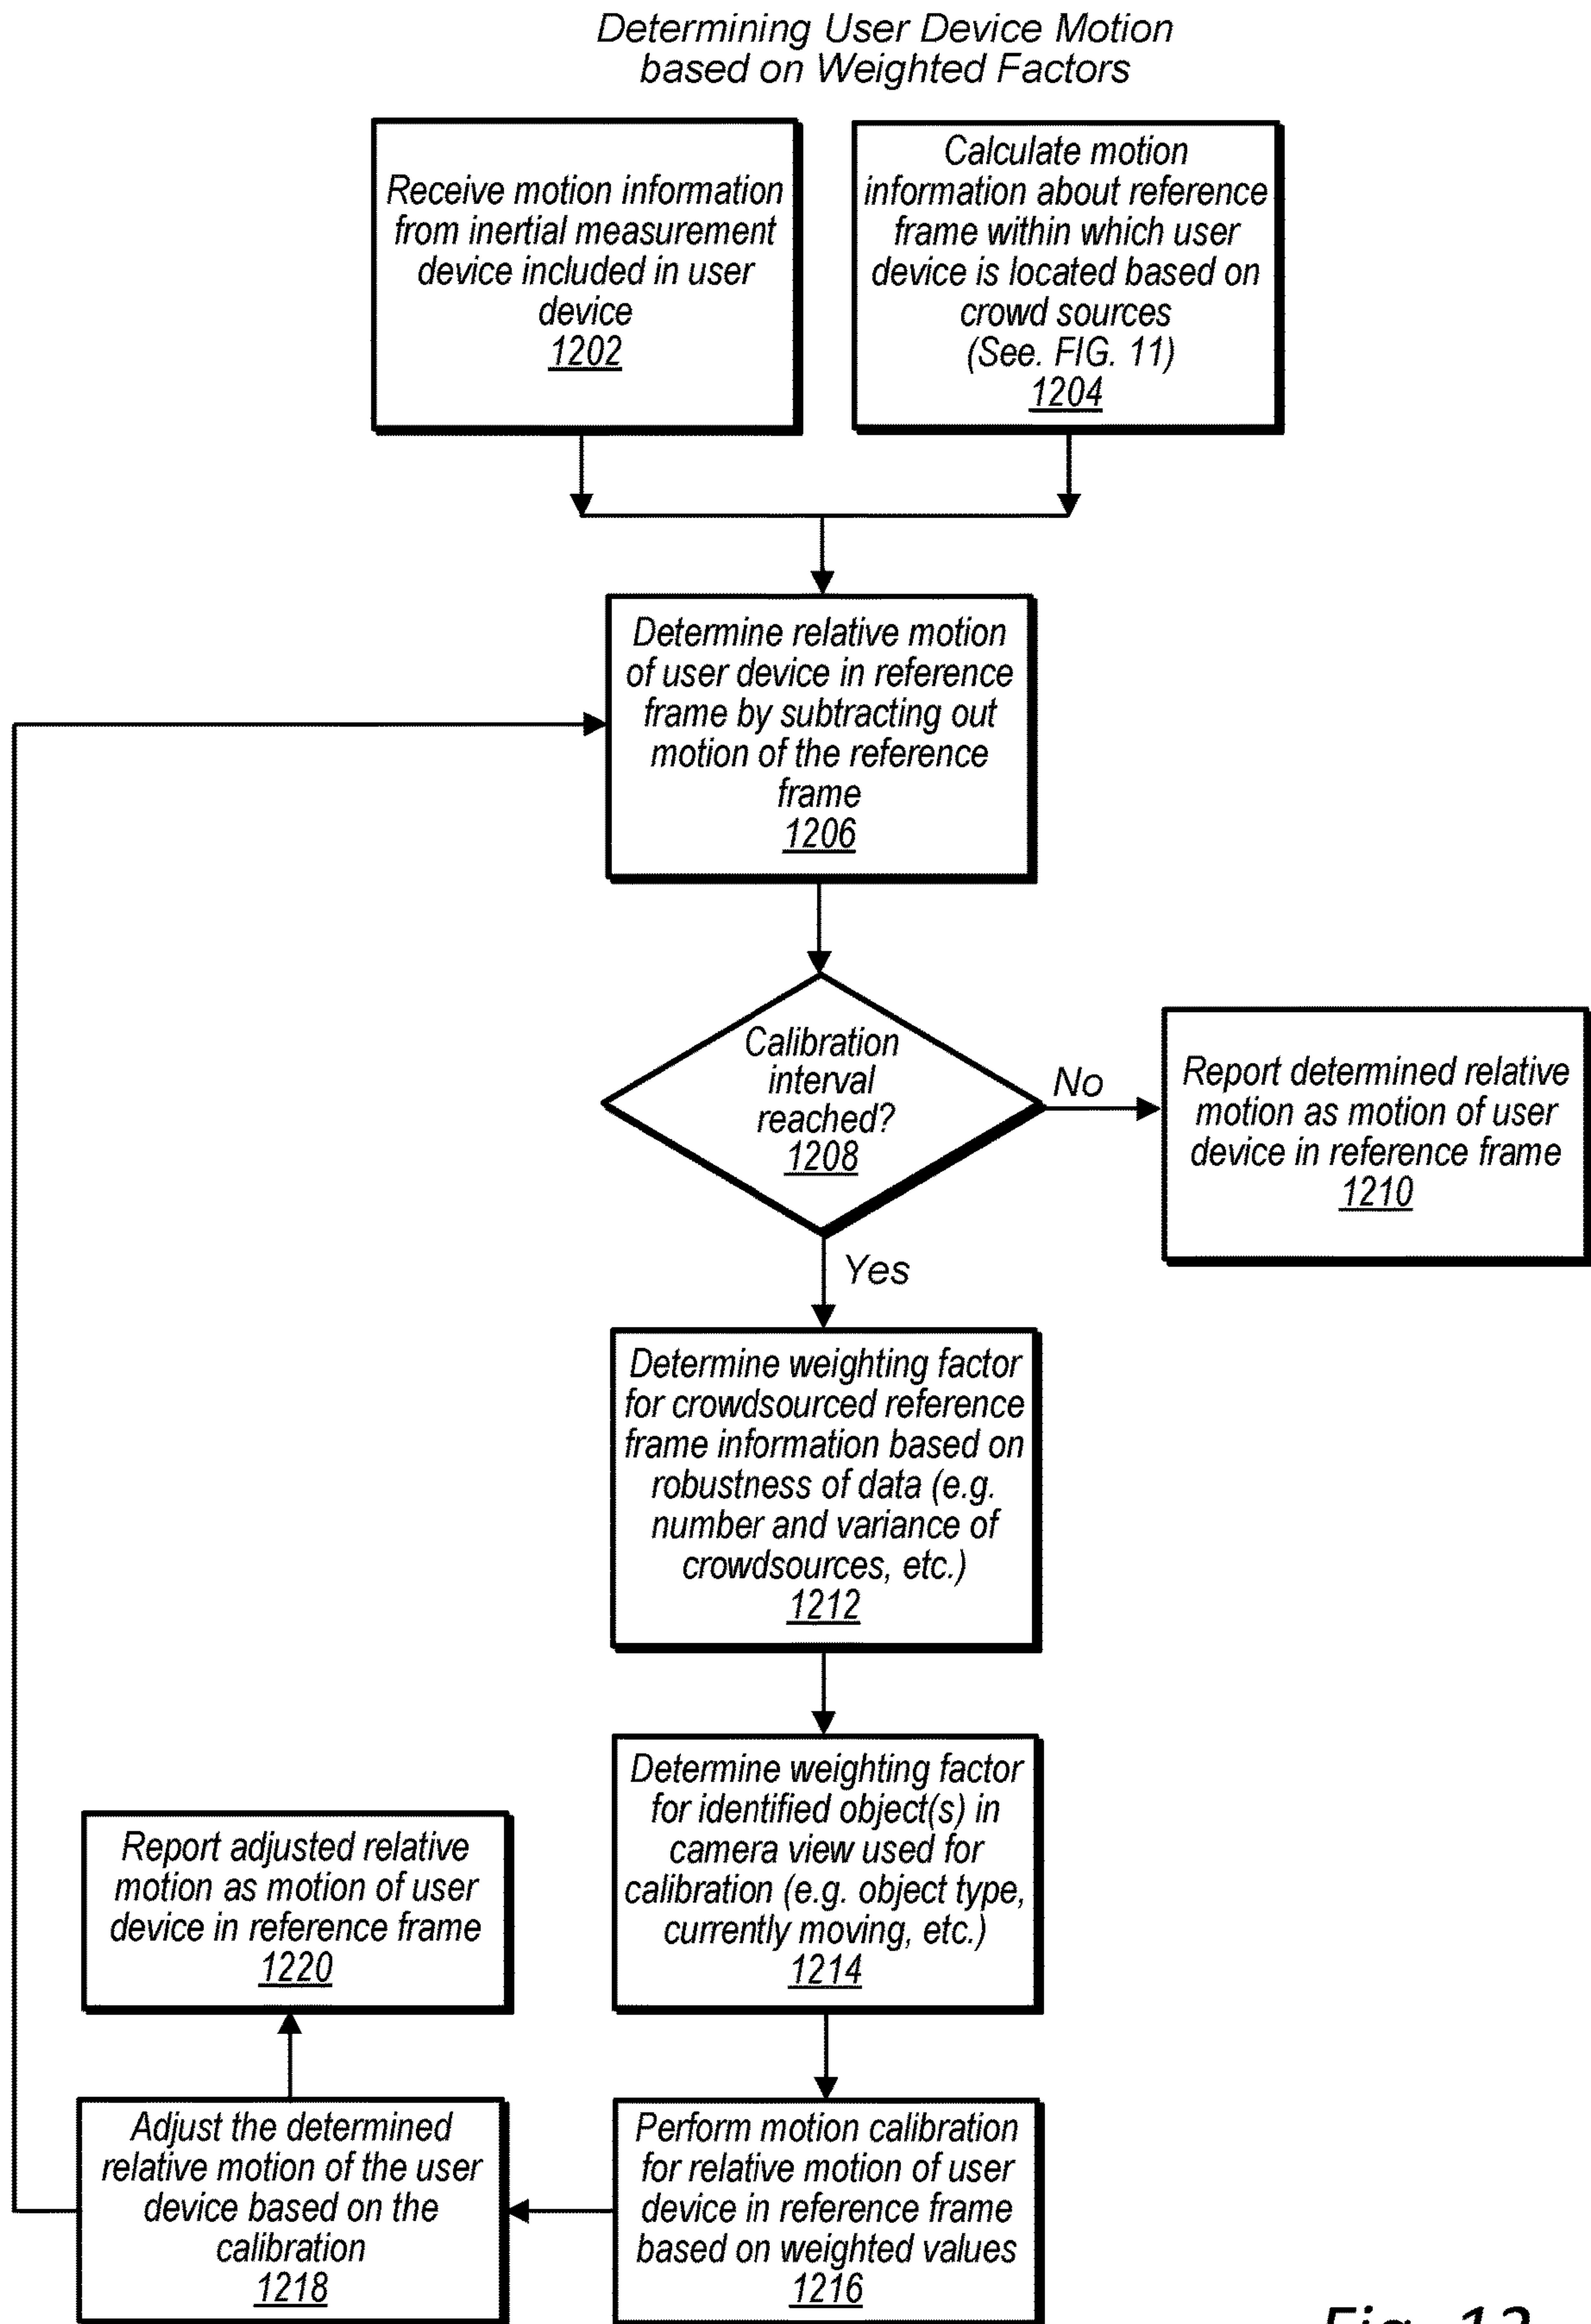 Determining User Device Motion
based on Weighted Factors
Receive motion information
from inertial measurement
device included in user
device
1202
Calculate motion
information about reference
frame within which user
device is located based on
crowd sources
(See. FIG. 11)
1204
Determine relative motion
of user device in reference
frame by subtracting out
motion of the reference
frame
1206
Calibration
interval
reached?
1208
No
Report determined relative
motion as motion of user
device in reference frame
1210
Yes
Determine weighting factor
for crowdsourced reference
frame information based on
robustness of data (e.g.
number and variance of
crowdsources, etc.)
1212
Determine weighting factor
for identified object(s) in
camera view used for
calibration (e.g. object type,
currently moving, etc.)
1214
Report adjusted relative
motion as motion of user
device in reference frame
1220
Adjust the determined
relative motion of the user
device based on the
calibration
1218
Perform motion calibration
for relative motion of user
device in reference frame
based on weighted values
1216
Fig. 12